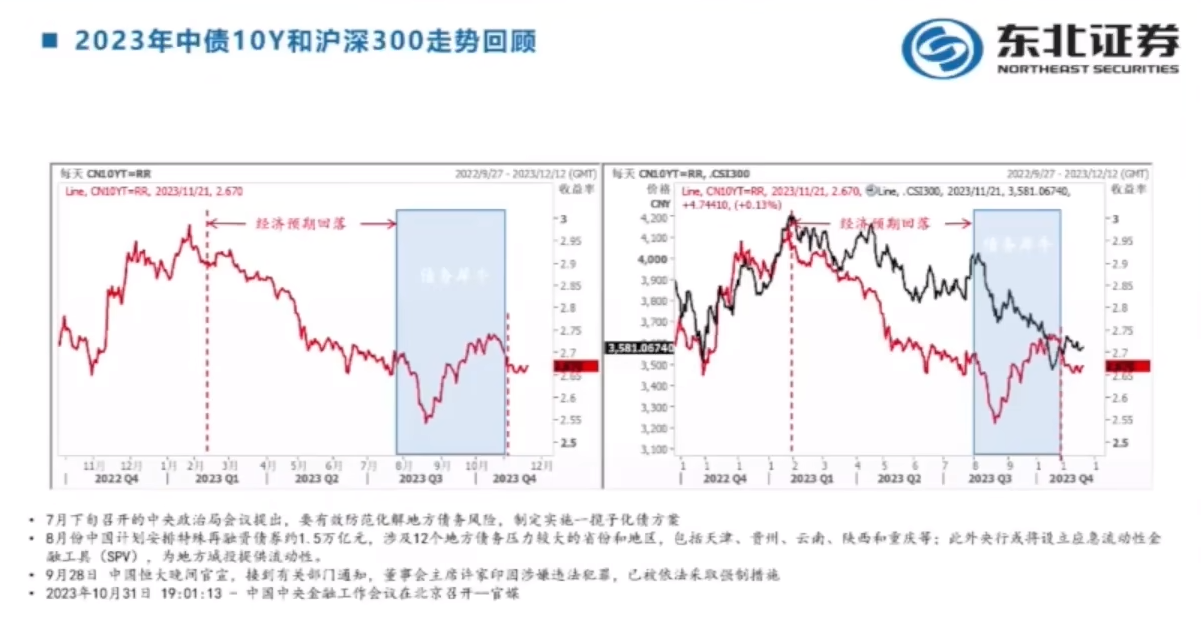 2023年中债10Y和沪深300走势回顾
东北证券
NORTHEAST SECURITIES
每天 CN10YT=RR
2022/9/27 - 2023/12/12 (GMT)
Line, CN10YT=RR, 2023/11/21, 2.670
收益率
经济预期回落
债务犀牛
3
2.95
2.9
2.85
2.8
2.75
2.7
2.65
2.6
2.55
2.5
11月 12月 1月 2月 3月 4月 5月 6月 7月 8月 9月 10月 12月
2022 Q4 2023 Q1 2023 Q2 2023 Q3 2023 Q4
每天 CN10YT=RR, .CSI300
2022/9/27 - 2023/12/12 (GMT)
价格
CNY
Line, CN10YT=RR, 2023/11/21, 2.670, Line, .CSI300, 2023/11/21, 3,581.06740,
+4.74410, (+0.13%)
收益率
经济预期回落
债务犀牛
4,200
4,100
4,000
3,900
3,800
3,700
3,581.06740
3,500
3,400
3,300
3,200
3,100
3
2.95
2.9
2.85
2.8
2.75
2.7
2.65
2.6
2.55
2.5
1 1 1 1 2 3 4 5 6 7 8 9 1 1 1
2022 Q4 2023 Q1 2023 Q2 2023 Q3 2023 Q4
• 7月下旬召开的中央政治局会议提出，要有效防范化解地方债务风险，制定实施一揽子化债方案
• 8月份中国计划安排特殊再融资债券约1.5万亿元，涉及12个地方债务压力较大的省份和地区，包括天津、贵州、云南、陕西和重庆等；此外央行或将设立应急流动性金
融工具（SPV），为地方城投提供流动性。
• 9月28日 中国恒大晚间官宣，接到有关部门通知，董事会主席许家印因涉嫌违法犯罪，已被依法采取强制措施
• 2023年10月31日 19:01:13 - 中国中央金融工作会议在北京召开—官媒